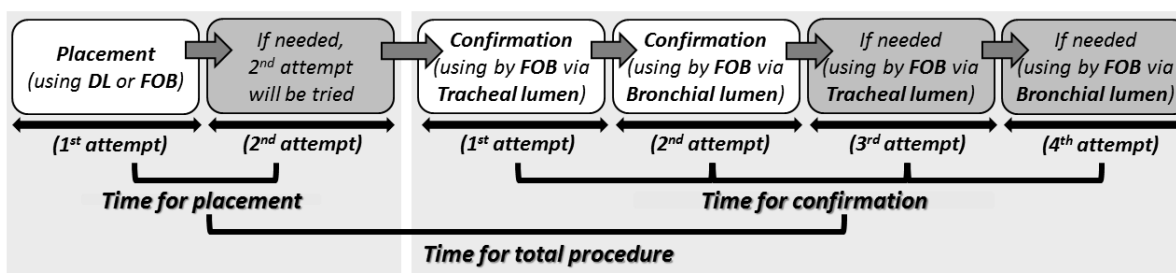 Placement
(using DL or FOB)
If needed,
2nd attempt
will be tried
Confirmation
(using by FOB via
Tracheal lumen)
Confirmation
(using by FOB via
Bronchial lumen)
If needed
(using by FOB via
Tracheal lumen)
If needed
(using by FOB via
Bronchial lumen)
(1st attempt)
(2nd attempt)
(1st attempt)
(2nd attempt)
(3rd attempt)
(4th attempt)
Time for placement
Time for confirmation
Time for total procedure